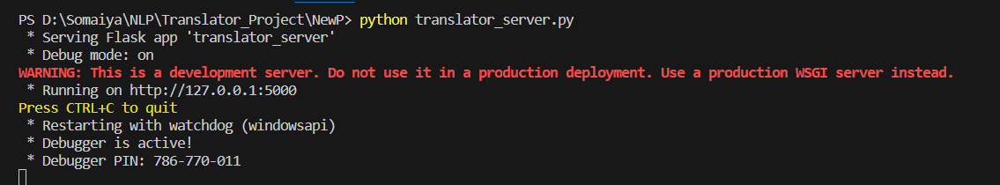 PS D:\Somaiya\NLP\Translator_Project\NewP> python translator_server.py
 * Serving Flask app 'translator_server'
 * Debug mode: on
WARNING: This is a development server. Do not use it in a production deployment. Use a production WSGI server instead.
 * Running on http://127.0.0.1:5000
Press CTRL+C to quit
 * Restarting with watchdog (windowsapi)
 * Debugger is active!
 * Debugger PIN: 786-770-011